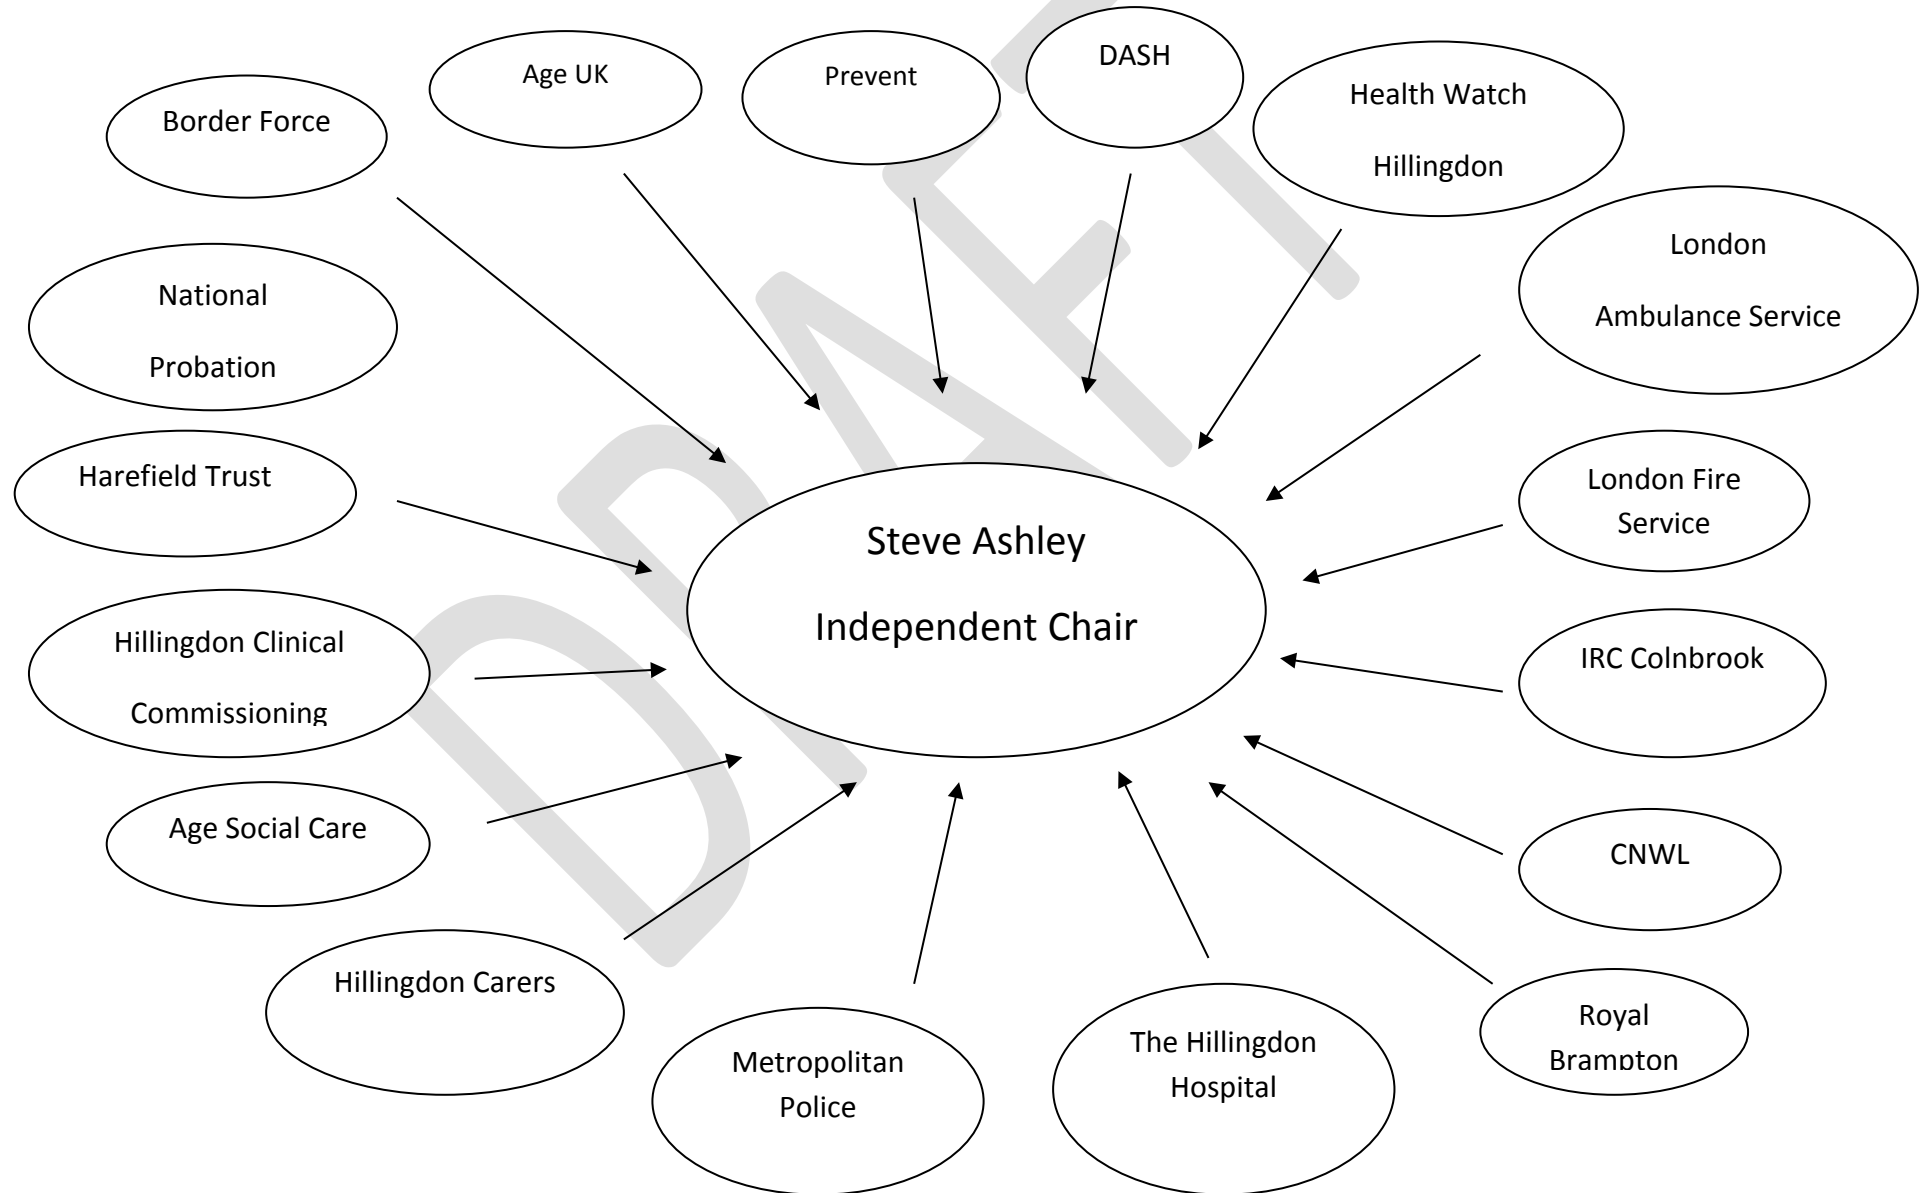 Border Force
Age UK
Prevent
DASH
Health Watch
Hillingdon
London
Ambulance Service
National
Probation
Harefield Trust
London Fire
Service
Steve Ashley
Independent Chair
Hillingdon Clinical
Commissioning
IRC Colnbrook
Age Social Care
CNWL
Hillingdon Carers
Metropolitan
Police
The Hillingdon
Hospital
Royal
Brampton
DRAFT